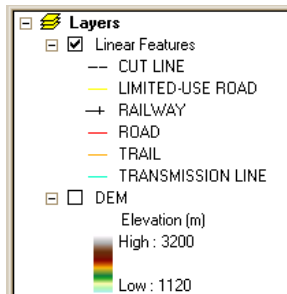 Layers
Linear Features
CUT LINE
LIMITED-USE ROAD
RAILWAY
ROAD
TRAIL
TRANSMISSION LINE
DEM
Elevation (m)
High : 3200
Low : 1120